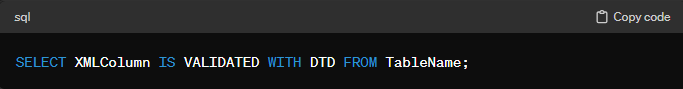 sql
Copy code
SELECT XMLColumn IS VALIDATED WITH DTD FROM TableName;